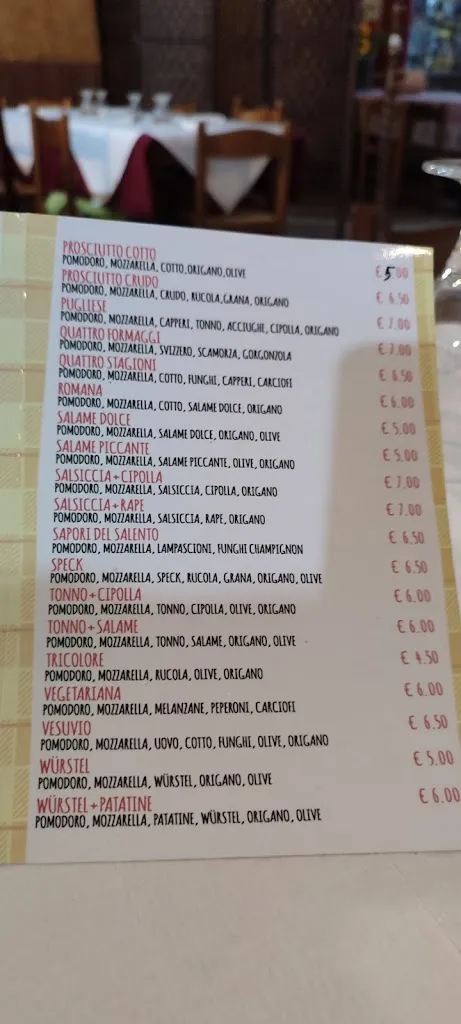 PROSCIUTTO COTTO € 5.00
POMODORO, MOZZARELLA, COTTO, ORIGANO, OLIVE
PROSCIUTTO CRUDO € 6.50
POMODORO, MOZZARELLA, CRUDO, RUCOLA, GRANA, ORIGANO
PUGLIESE € 7.00
POMODORO, MOZZARELLA, CAPPERI, TONNO, ACCIUGHE, CIPOLLA, ORIGANO
QUATTRO FORMAGGI € 7.00
POMODORO, MOZZARELLA, SVIZZERO, SCAMORZA, GORGONZOLA
QUATTRO STAGIONI € 6.50
POMODORO, MOZZARELLA, COTTO, FUNGHI, CAPPERI, CARCIOFI
ROMANA € 6.00
POMODORO, MOZZARELLA, COTTO, SALAME DOLCE, ORIGANO
SALAME DOLCE € 5.00
POMODORO, MOZZARELLA, SALAME DOLCE, ORIGANO, OLIVE
SALAME PICCANTE € 5.00
POMODORO, MOZZARELLA, SALAME PICCANTE, OLIVE, ORIGANO
SALSICCIA+CIPOLLA € 7.00
POMODORO, MOZZARELLA, SALSICCIA, CIPOLLA, ORIGANO
SALSICCIA+RAPE € 7.00
POMODORO, MOZZARELLA, SALSICCIA, RAPE, ORIGANO
SAPORI DEL SALENTO € 6.50
POMODORO, MOZZARELLA, LAMPASCIONI, FUNGHI CHAMPIGNON
SPECK € 6.50
POMODORO, MOZZARELLA, SPECK, RUCOLA, GRANA, ORIGANO, OLIVE
TONNO+CIPOLLA € 6.00
POMODORO, MOZZARELLA, TONNO, CIPOLLA, OLIVE, ORIGANO
TONNO+SALAME € 6.00
POMODORO, MOZZARELLA, TONNO, SALAME, ORIGANO, OLIVE
TRICOLORE € 4.50
POMODORO, MOZZARELLA, RUCOLA, OLIVE, ORIGANO
VEGETARIANA € 6.00
POMODORO, MOZZARELLA, MELANZANE, PEPERONI, CARCIOFI
VESUVIO € 6.50
POMODORO, MOZZARELLA, UOVO, COTTO, FUNGHI, OLIVE, ORIGANO
WÜRSTEL € 5.00
POMODORO, MOZZARELLA, WÜRSTEL, ORIGANO, OLIVE
WÜRSTEL+PATATINE € 6.00
POMODORO, MOZZARELLA, PATATINE, WÜRSTEL, ORIGANO, OLIVE